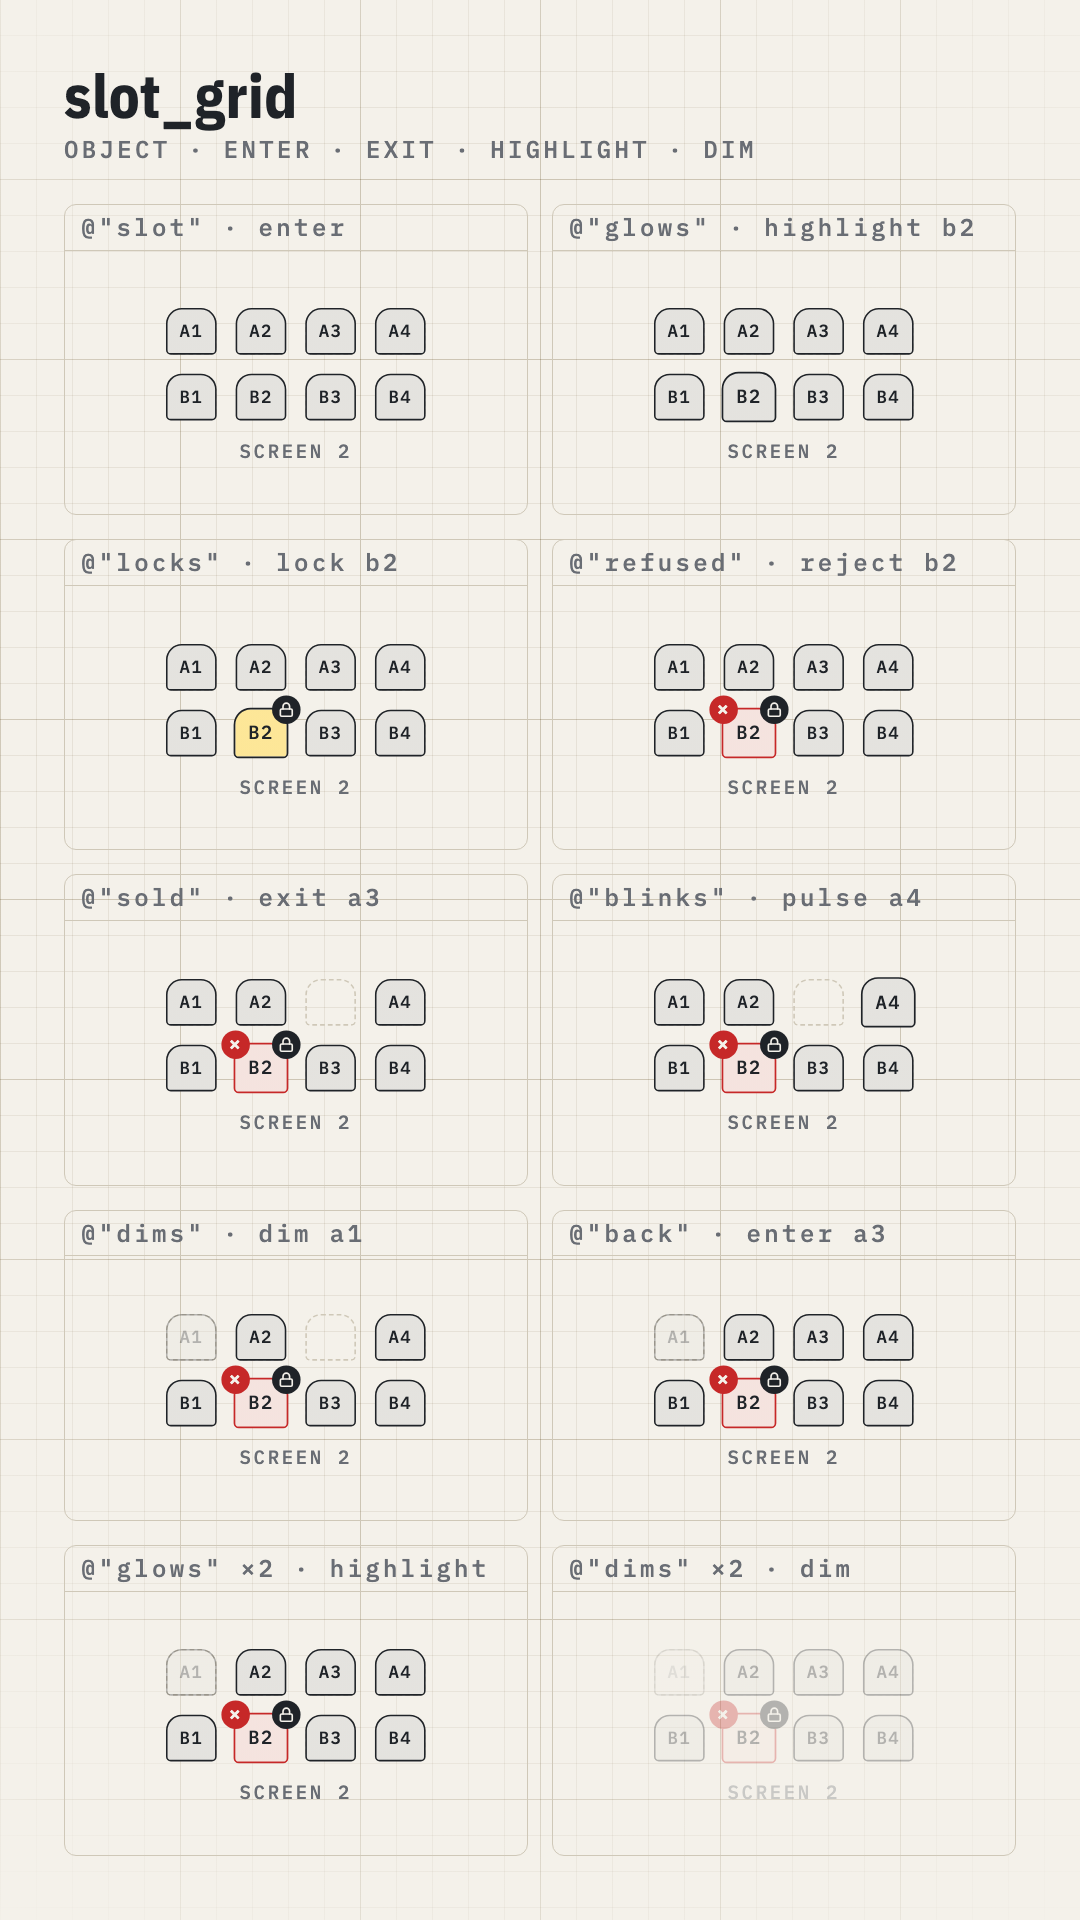 slot_grid
OBJECT · ENTER · EXIT · HIGHLIGHT · DIM
@"slot" · enter
A1 A2 A3 A4
B1 B2 B3 B4
SCREEN 2
@"glows" · highlight b2
A1 A2 A3 A4
B1 B2 B3 B4
SCREEN 2
@"locks" · lock b2
A1 A2 A3 A4
B1 B2 B3 B4
SCREEN 2
@"refused" · reject b2
A1 A2 A3 A4
B1 B2 B3 B4
SCREEN 2
@"sold" · exit a3
A1 A2 A4
B1 B2 B3 B4
SCREEN 2
@"blinks" · pulse a4
A1 A2 A4
B1 B2 B3 B4
SCREEN 2
@"dims" · dim a1
A1 A2 A4
B1 B2 B3 B4
SCREEN 2
@"back" · enter a3
A1 A2 A3 A4
B1 B2 B3 B4
SCREEN 2
@"glows" ×2 · highlight
A1 A2 A3 A4
B1 B2 B3 B4
SCREEN 2
@"dims" ×2 · dim
A1 A2 A3 A4
B1 B2 B3 B4
SCREEN 2